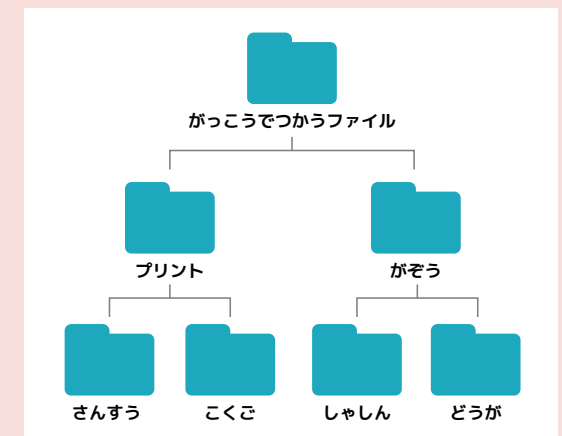 がっこうでつかうファイル
プリント
がぞう
さんすう
こくご
しゃしん
どうが